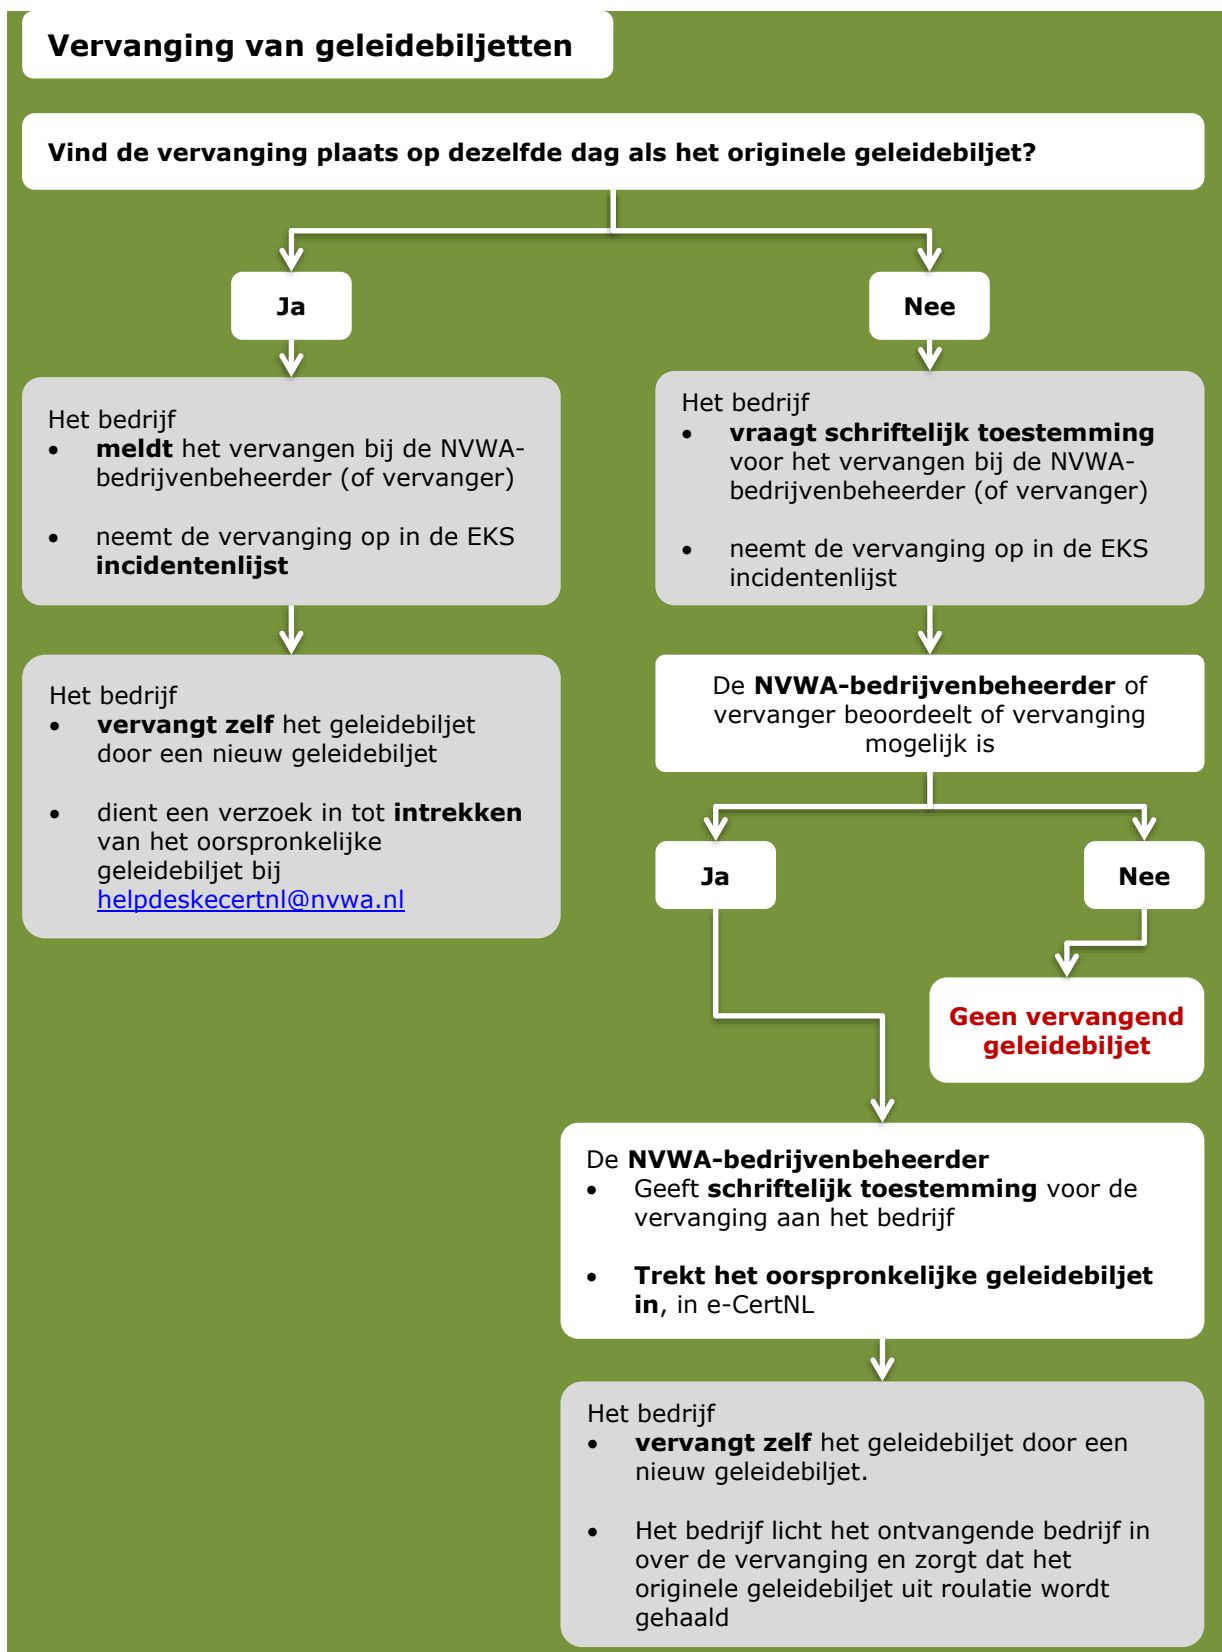 Vervanging van geleidebiljetten
Vind de vervanging plaats op dezelfde dag als het originele geleidebiljet?
Ja
Nee
Het bedrijf
• meldt het vervangen bij de NVWA-
bedrijvenbeheerder (of vervanger)
• neemt de vervanging op in de EKS
incidentenlijst
Het bedrijf
• vraagt schriftelijk toestemming
voor het vervangen bij de NVWA-
bedrijvenbeheerder (of vervanger)
• neemt de vervanging op in de EKS
incidentenlijst
Het bedrijf
• vervangt zelf het geleidebiljet
door een nieuw geleidebiljet
• dient een verzoek in tot intrekken
van het oorspronkelijke
geleidebiljet bij
helpdeskecertnl@nvwa.nl
De NVWA-bedrijvenbeheerder of
vervanger beoordeelt of vervanging
mogelijk is
Ja
Nee
Geen vervangend
geleidebiljet
De NVWA-bedrijvenbeheerder
• Geeft schriftelijk toestemming voor de
vervanging aan het bedrijf
• Trekt het oorspronkelijke geleidebiljet
in, in e-CertNL
Het bedrijf
• vervangt zelf het geleidebiljet door een
nieuw geleidebiljet.
• Het bedrijf licht het ontvangende bedrijf in
over de vervanging en zorgt dat het
originele geleidebiljet uit roulatie wordt
gehaald